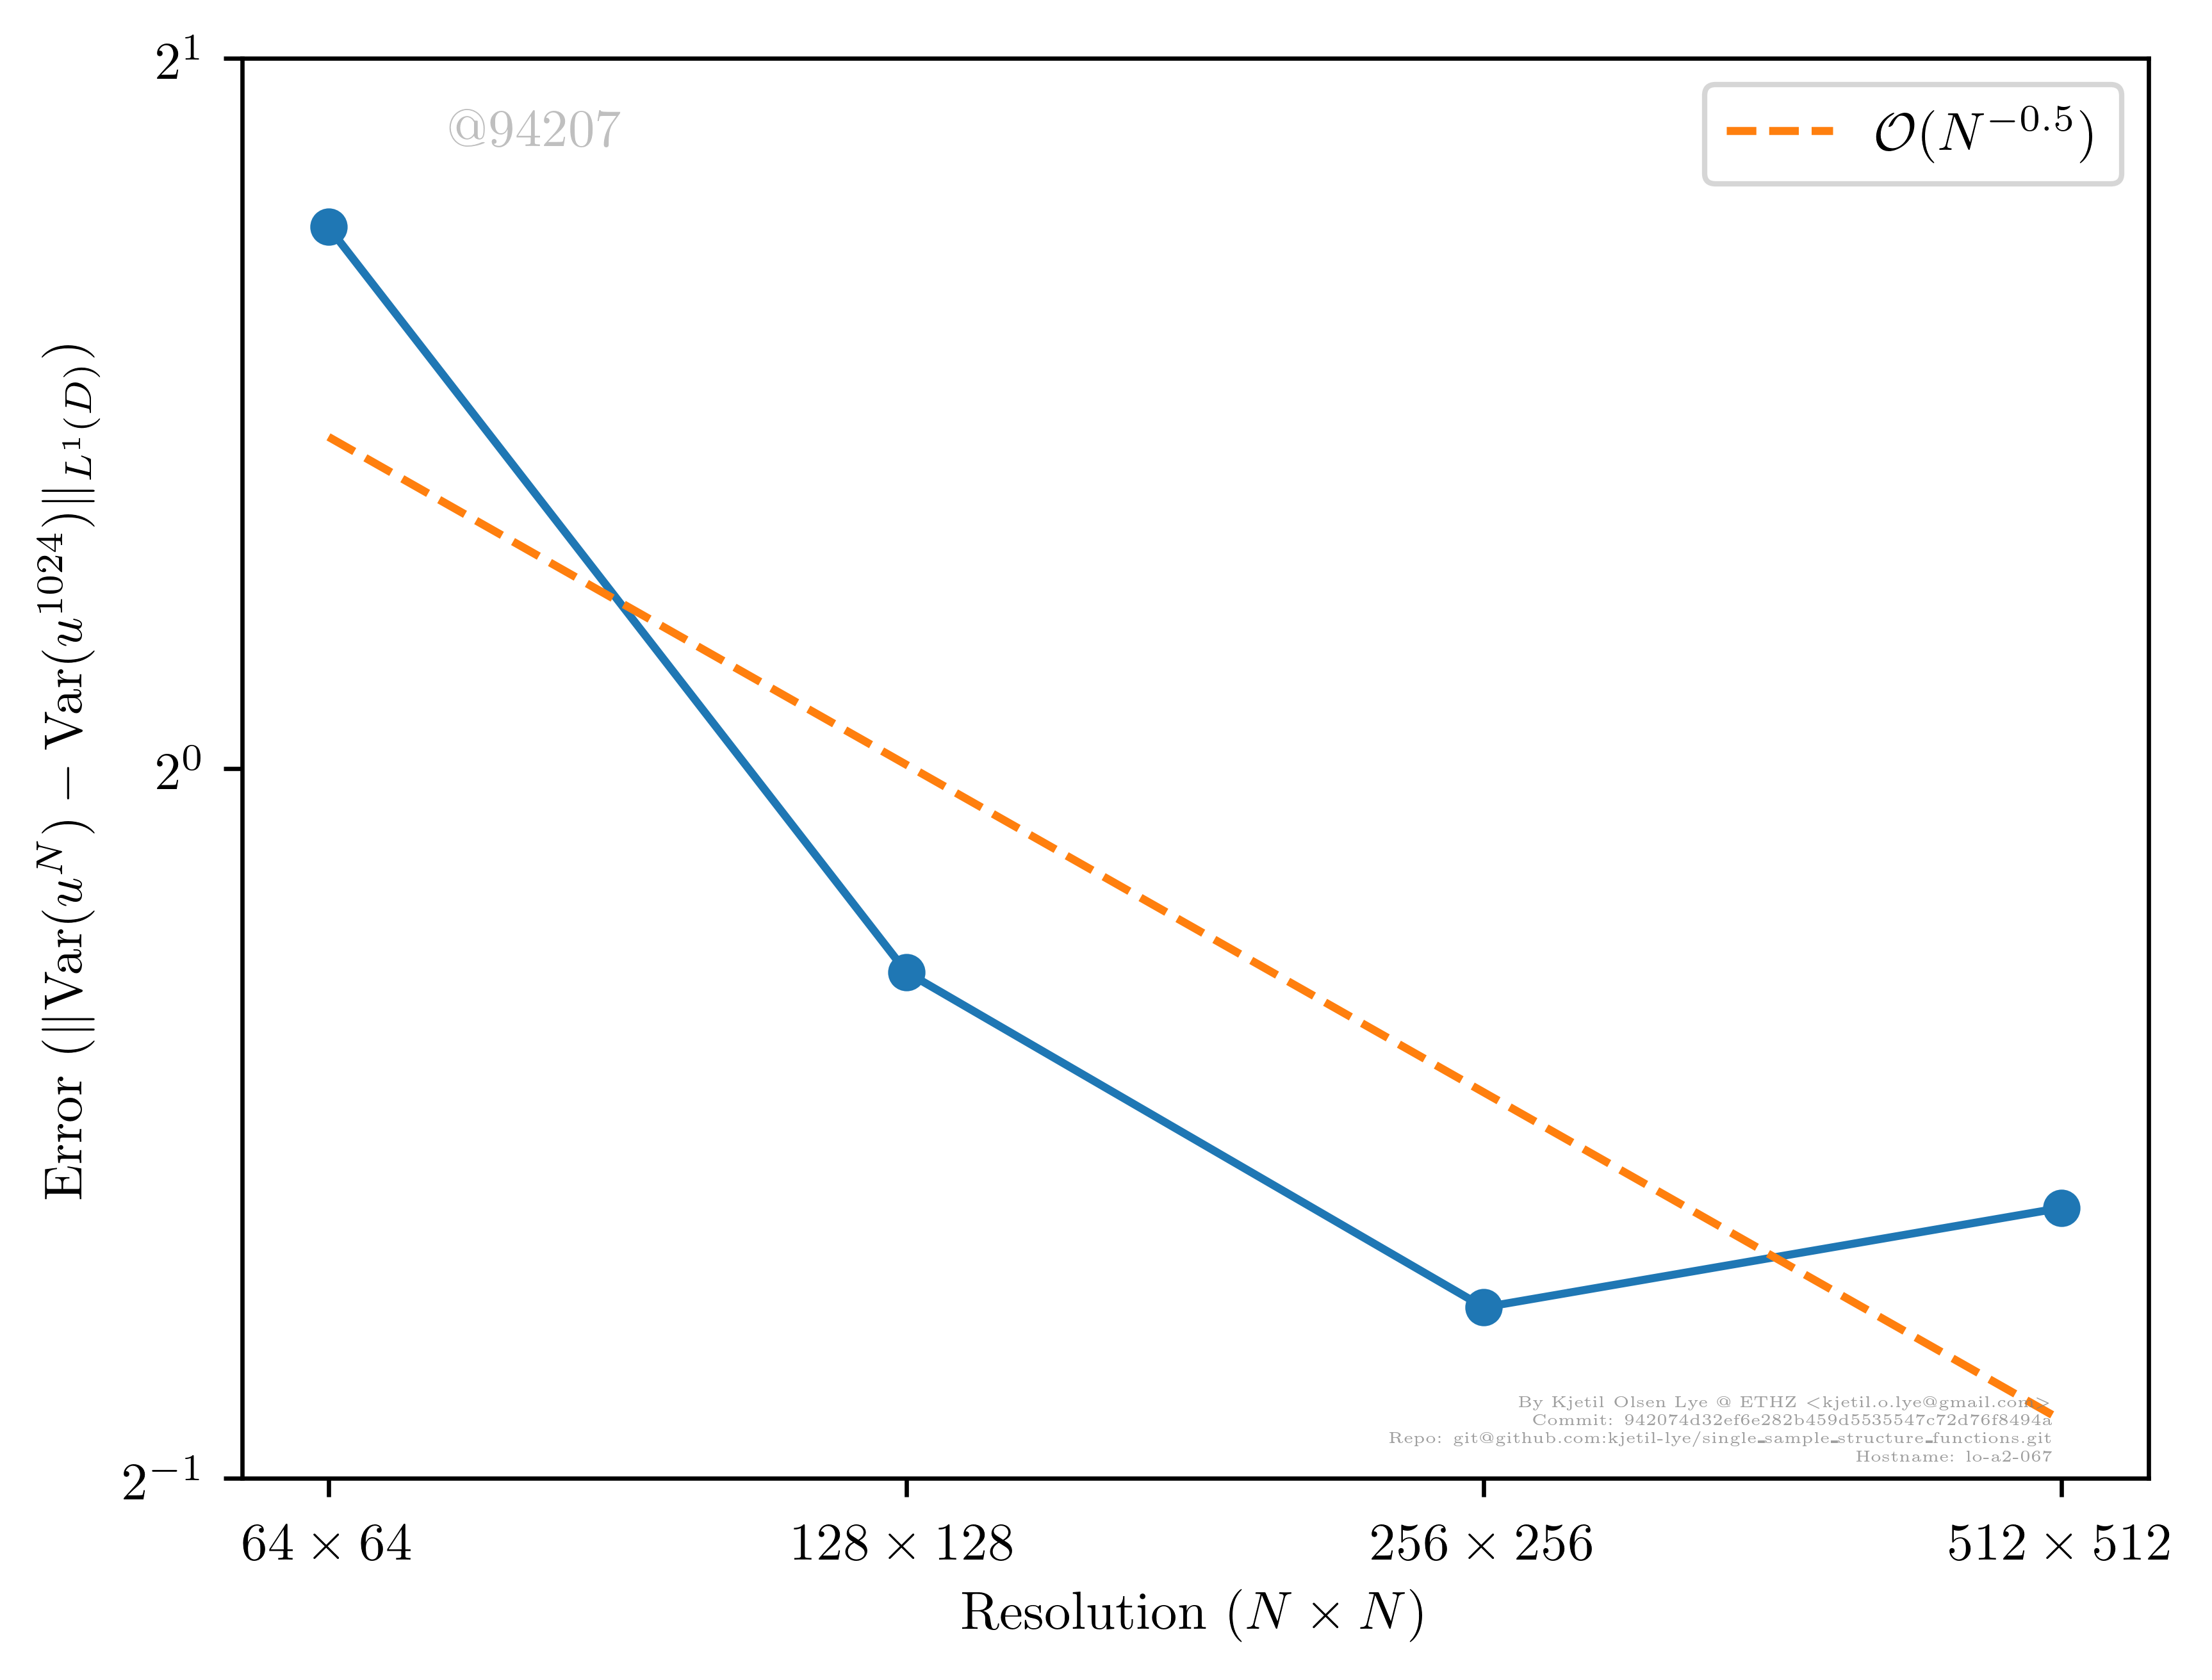 2^1
@94207
O(N^{-0.5})
Error (||Var(u^N) − Var(u^{1024})||_{L^1(D)})
2^0
By Kjetil Olsen Lye @ ETHZ <kjetil.o.lye@gmail.com>
Commit: 942074d32ef6e282b459d5535547c72d76f8494a
Repo: git@github.com:kjetil-lye/single_sample_structure_functions.git
Hostname: lo-a2-067
2^{-1}
64 × 64 128 × 128 256 × 256 512 × 512
Resolution (N × N)